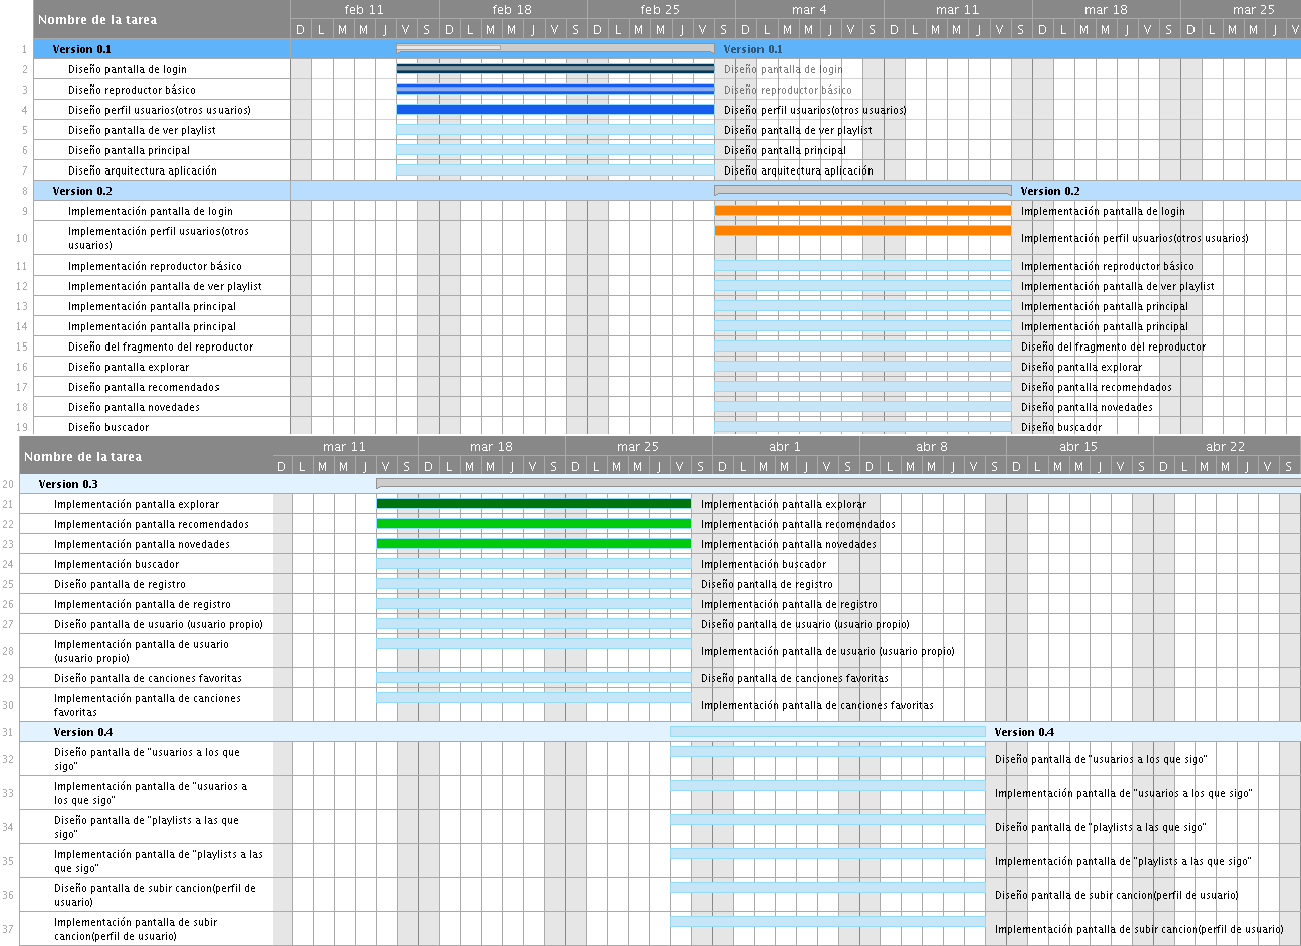 Nombre de la tarea
feb 11 feb 18 feb 25 mar 4 mar 11 mar 18 mar 25
D L M M J V S D L M M J V S D L M M J V S D L M M J V S D L M M J V S D L M M J V S D L M M J V
1 Version 0.1 Version 0.1
2 Diseño pantalla de login Diseño pantalla de login
3 Diseño reproductor básico Diseño reproductor básico
4 Diseño perfil usuarios(otros usuarios) Diseño perfil usuarios(otros usuarios)
5 Diseño pantalla de ver playlist Diseño pantalla de ver playlist
6 Diseño pantalla principal Diseño pantalla principal
7 Diseño arquitectura aplicación Diseño arquitectura aplicación
8 Version 0.2 Version 0.2
9 Implementación pantalla de login Implementación pantalla de login
10 Implementación perfil usuarios(otros
usuarios) Implementación perfil usuarios(otros usuarios)
11 Implementación reproductor básico Implementación reproductor básico
12 Implementación pantalla de ver playlist Implementación pantalla de ver playlist
13 Implementación pantalla principal Implementación pantalla principal
14 Implementación pantalla principal Implementación pantalla principal
15 Diseño del fragmento del reproductor Diseño del fragmento del reproductor
16 Diseño pantalla explorar Diseño pantalla explorar
17 Diseño pantalla recomendados Diseño pantalla recomendados
18 Diseño pantalla novedades Diseño pantalla novedades
19 Diseño buscador Diseño buscador
Nombre de la tarea
mar 11 mar 18 mar 25 abr 1 abr 8 abr 15 abr 22
D L M M J V S D L M M J V S D L M M J V S D L M M J V S D L M M J V S D L M M J V S D L M M J V S
20 Version 0.3
21 Implementación pantalla explorar Implementación pantalla explorar
22 Implementación pantalla recomendados Implementación pantalla recomendados
23 Implementación pantalla novedades Implementación pantalla novedades
24 Implementación buscador Implementación buscador
25 Diseño pantalla de registro Diseño pantalla de registro
26 Implementación pantalla de registro Implementación pantalla de registro
27 Diseño pantalla de usuario (usuario propio) Diseño pantalla de usuario (usuario propio)
28 Implementación pantalla de usuario
(usuario propio) Implementación pantalla de usuario (usuario propio)
29 Diseño pantalla de canciones favoritas Diseño pantalla de canciones favoritas
30 Implementación pantalla de canciones
favoritas Implementación pantalla de canciones favoritas
31 Version 0.4 Version 0.4
32 Diseño pantalla de "usuarios a los que
sigo" Diseño pantalla de "usuarios a los que sigo"
33 Implementación pantalla de "usuarios a
los que sigo" Implementación pantalla de "usuarios a los que sigo"
34 Diseño pantalla de "playlists a las que
sigo" Diseño pantalla de "playlists a las que sigo"
35 Implementación pantalla de "playlists a las
que sigo" Implementación pantalla de "playlists a las que sigo"
36 Diseño pantalla de subir cancion(perfil de
usuario) Diseño pantalla de subir cancion(perfil de usuario)
37 Implementación pantalla de subir
cancion(perfil de usuario) Implementación pantalla de subir cancion(perfil de usuario)